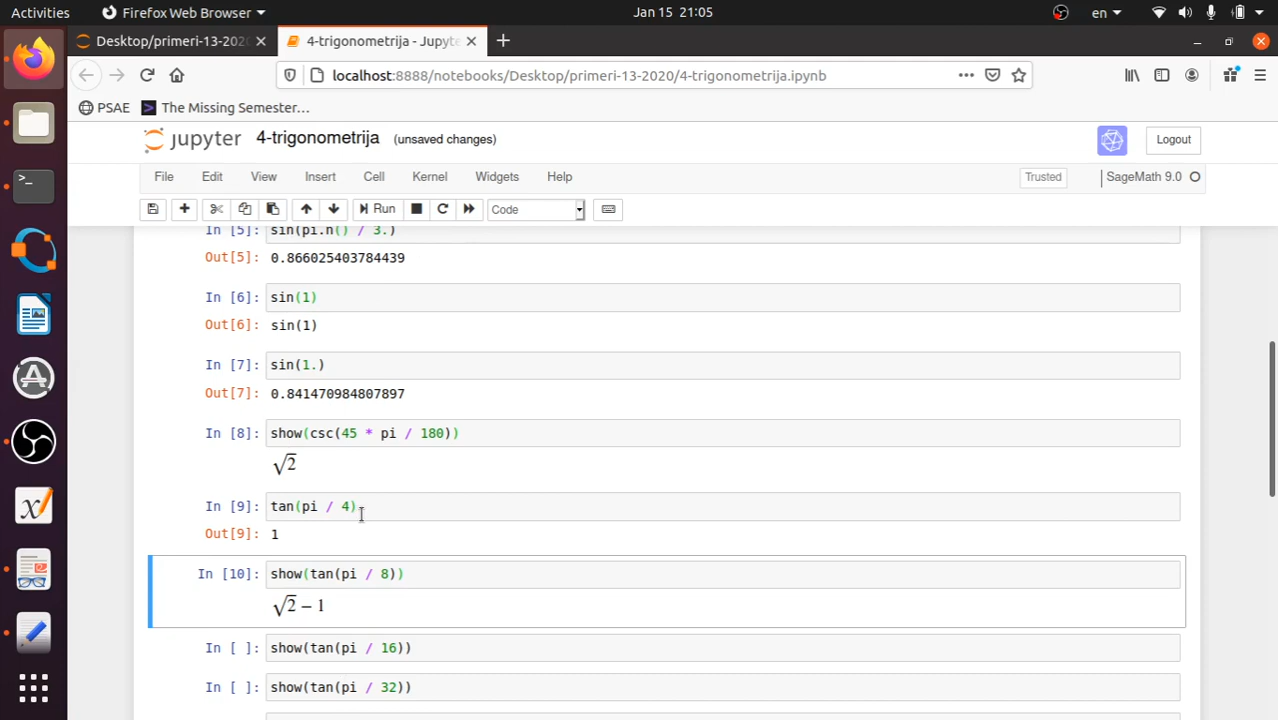 Activities Firefox Web Browser Jan 15 21:05 en
Desktop/primeri-13-202 4-trigonometrija - Jupyte
localhost:8888/notebooks/Desktop/primeri-13-2020/4-trigonometrija.ipynb
PSAE The Missing Semester…
jupyter 4-trigonometrija (unsaved changes) Logout
File Edit View Insert Cell Kernel Widgets Help Trusted SageMath 9.0
Run Code
In [5]: sin(pi.n() / 3.)
Out[5]: 0.866025403784439
In [6]: sin(1)
Out[6]: sin(1)
In [7]: sin(1.)
Out[7]: 0.841470984807897
In [8]: show(csc(45 * pi / 180))
√2
In [9]: tan(pi / 4)
Out[9]: 1
In [10]: show(tan(pi / 8))
√2 − 1
In [ ]: show(tan(pi / 16))
In [ ]: show(tan(pi / 32))